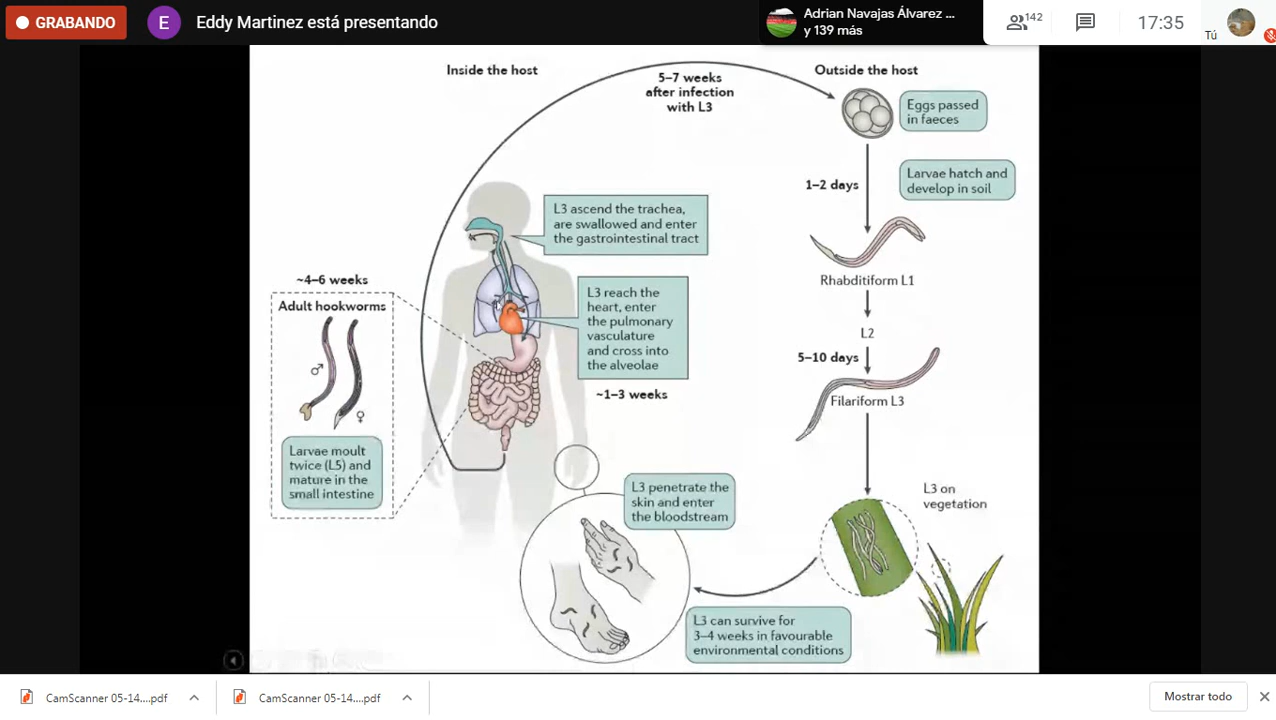 GRABANDO
E
Eddy Martinez está presentando
Adrian Navajas Álvarez ...
y 139 más
142
17:35
Tú
Inside the host
5–7 weeks
after infection
with L3
Outside the host
Eggs passed
in faeces
1–2 days
Larvae hatch and
develop in soil
L3 ascend the trachea,
are swallowed and enter
the gastrointestinal tract
Rhabditiform L1
~4–6 weeks
Adult hookworms
L3 reach the
heart, enter
the pulmonary
vasculature
and cross into
the alveolae
~1–3 weeks
L2
5–10 days
Filariform L3
♂
♀
Larvae moult
twice (L5) and
mature in the
small intestine
L3 penetrate the
skin and enter
the bloodstream
L3 on
vegetation
L3 can survive for
3–4 weeks in favourable
environmental conditions
CamScanner 05-14....pdf
CamScanner 05-14....pdf
Mostrar todo